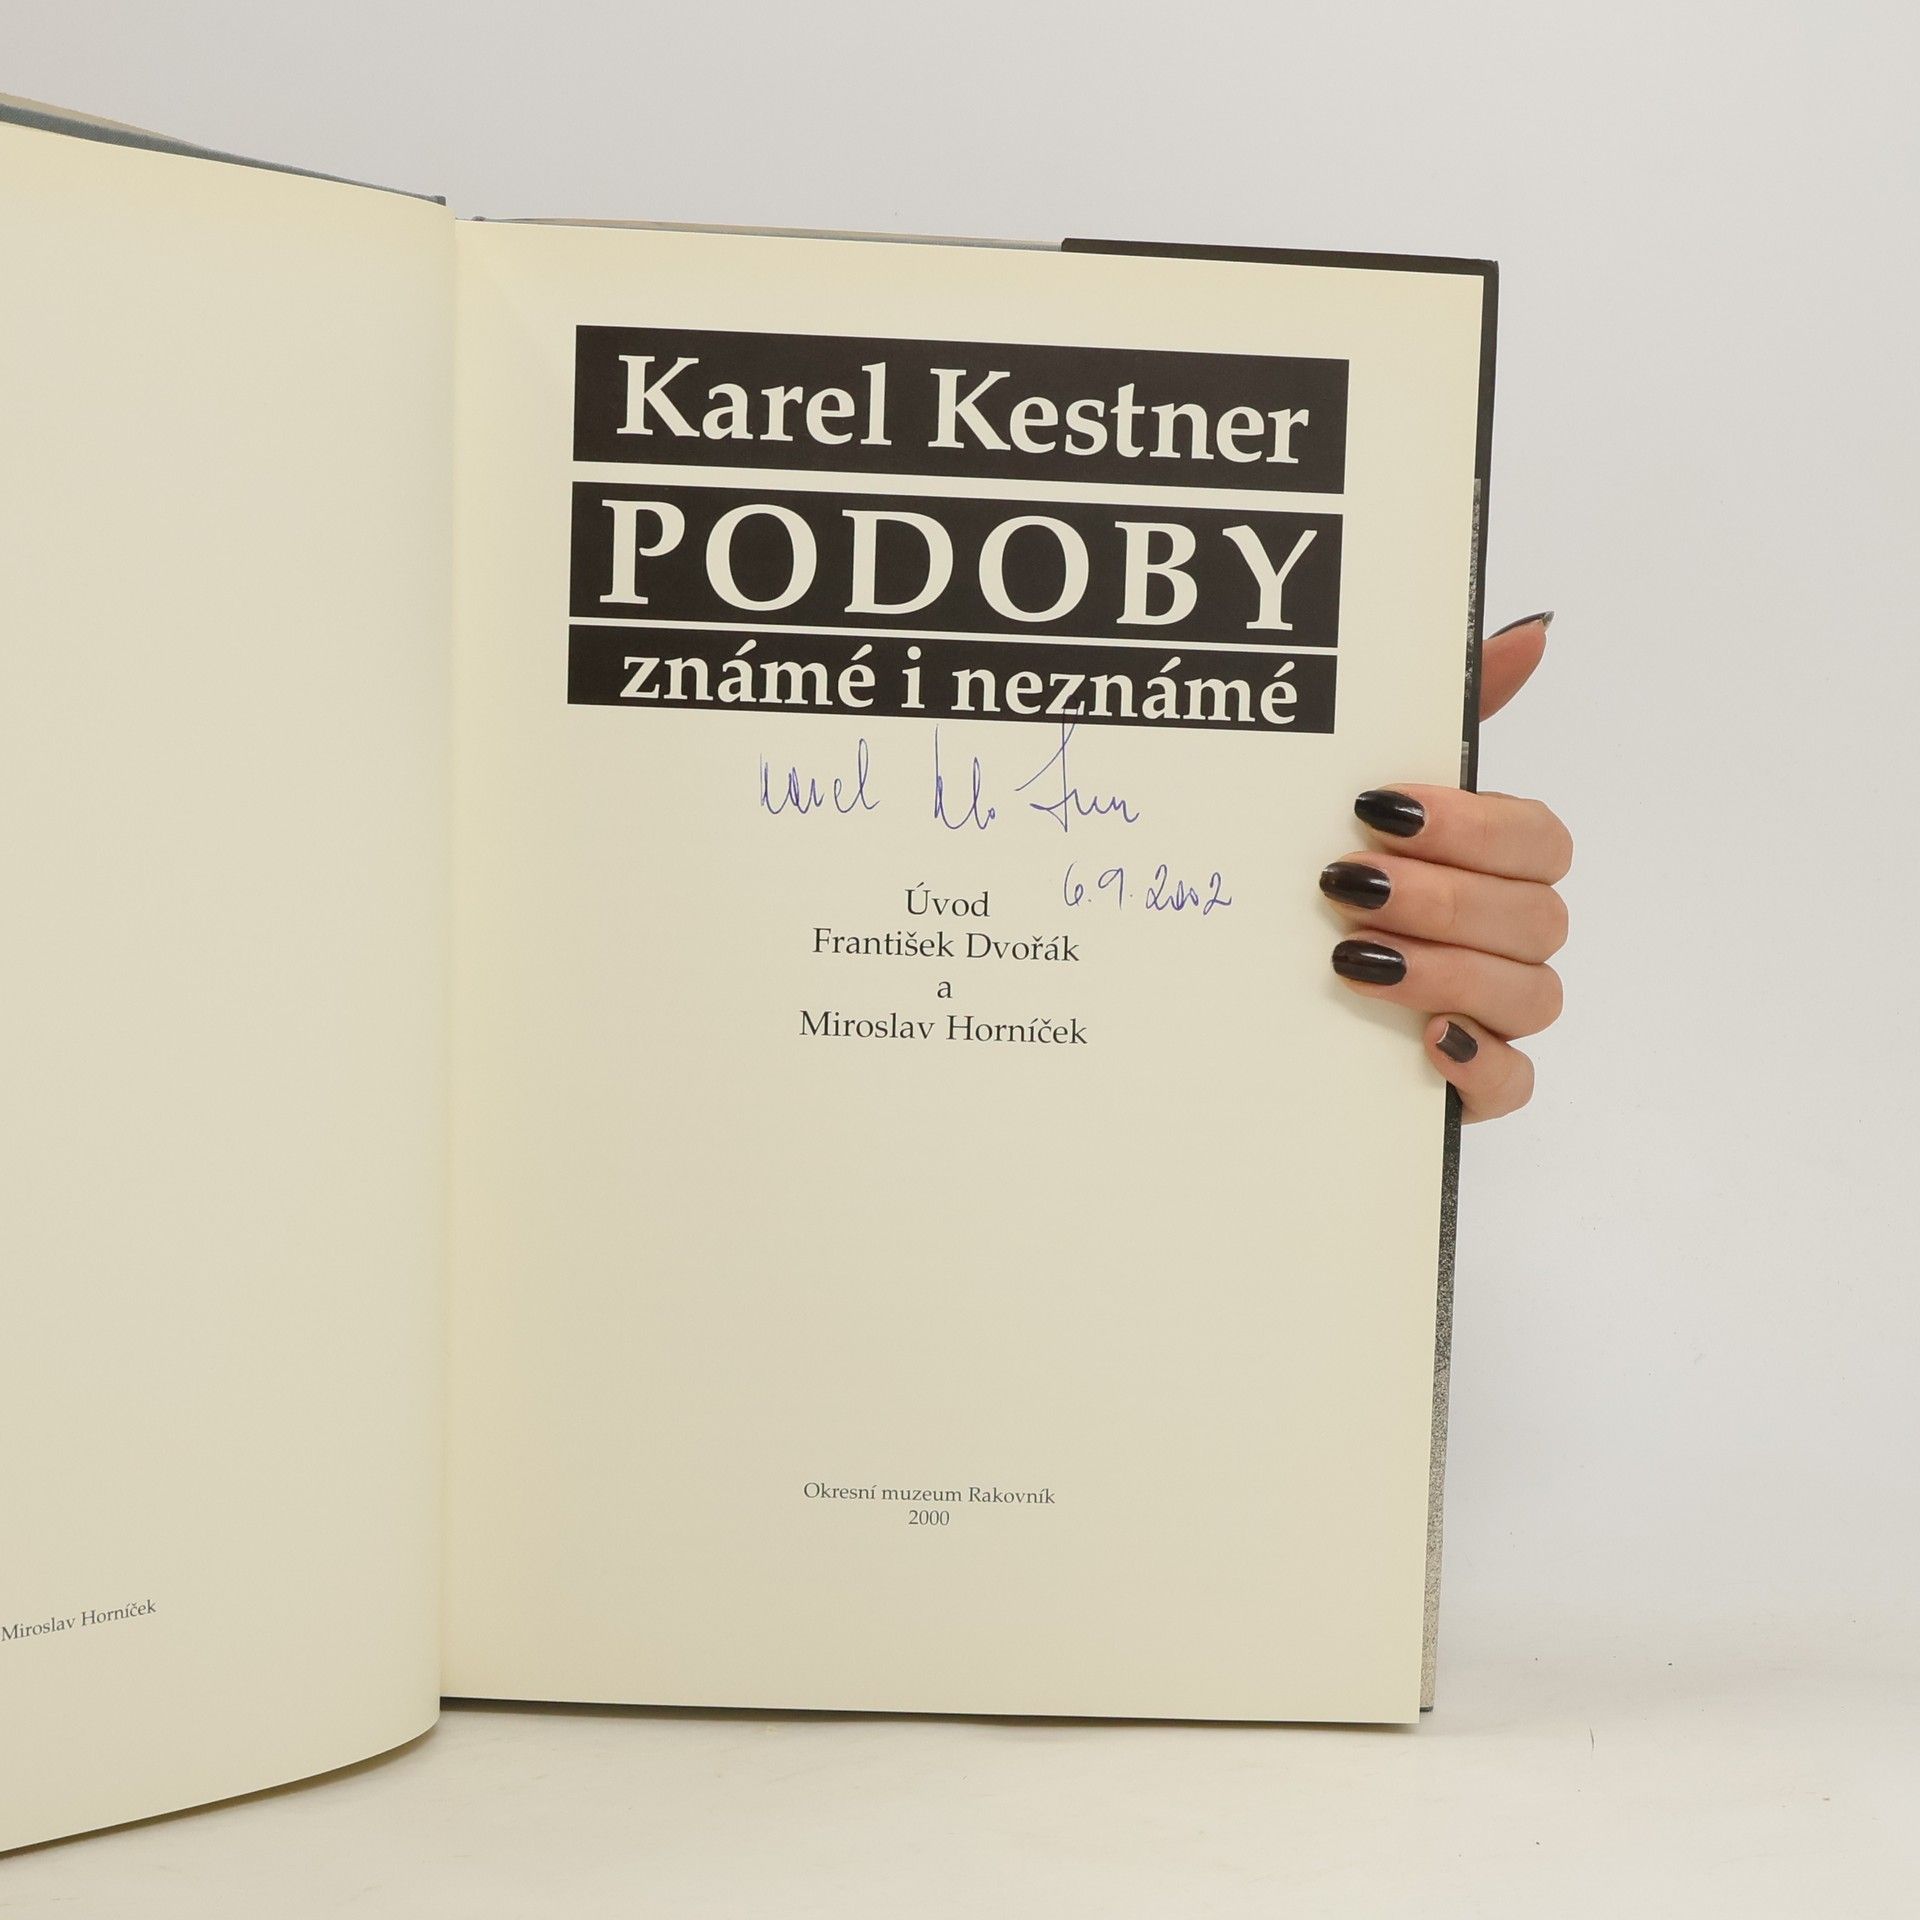 Miroslav Horníček
Karel Kestner
PODOBY
známé i neznámé
Karel
6. 9. 2002
Úvod
František Dvořák
a
Miroslav Horníček
Okresní muzeum Rakovník
2000